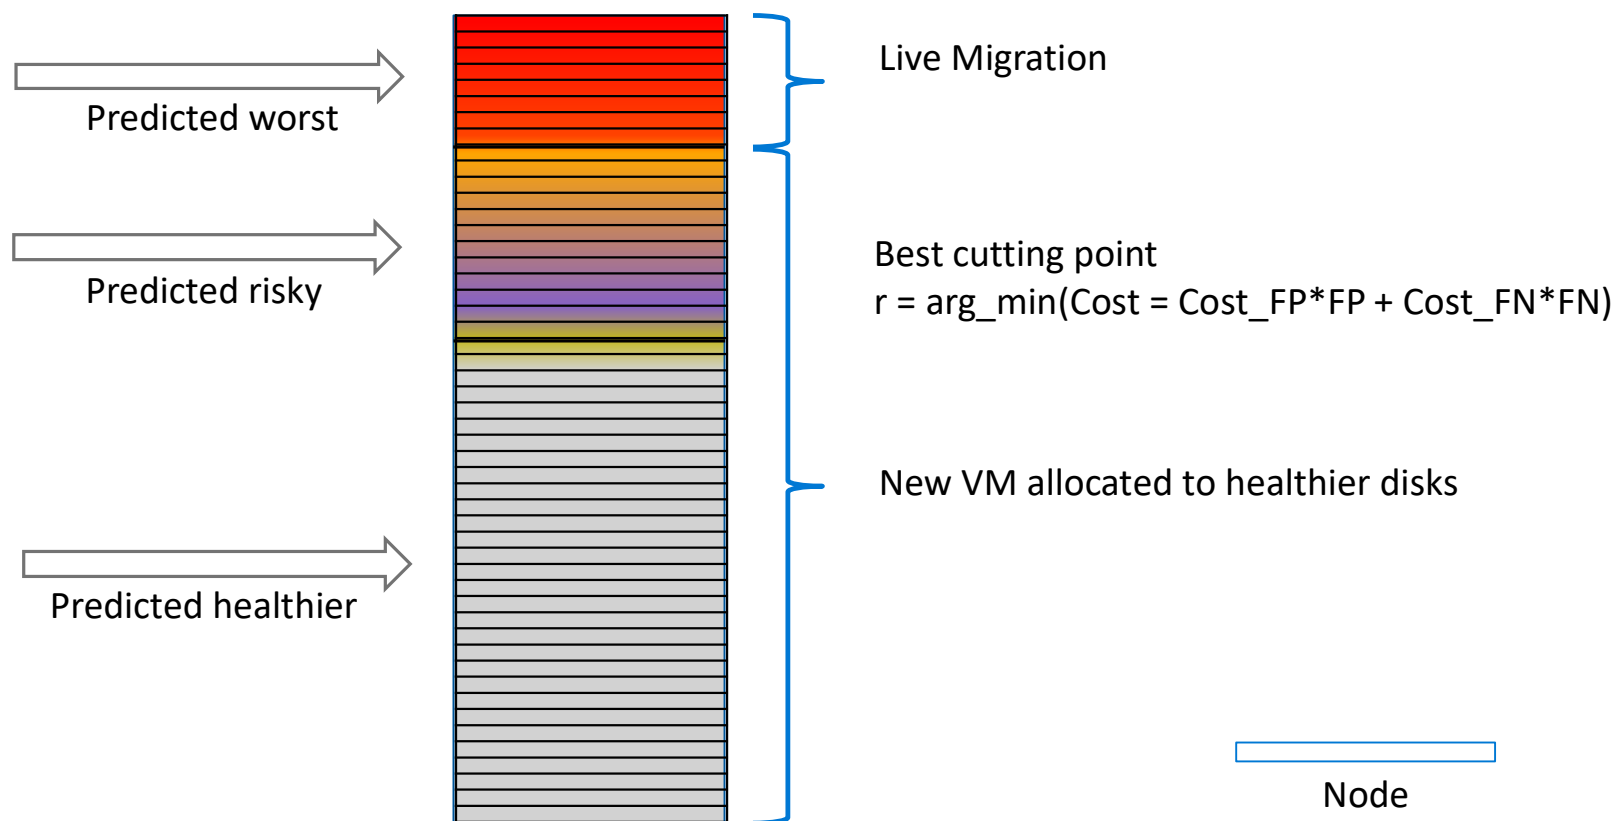 Live Migration
Predicted worst
Best cutting point
Predicted risky
r = arg_min(Cost = Cost_FP*FP + Cost_FN*FN)
New VM allocated to healthier disks
Predicted healthier
Node